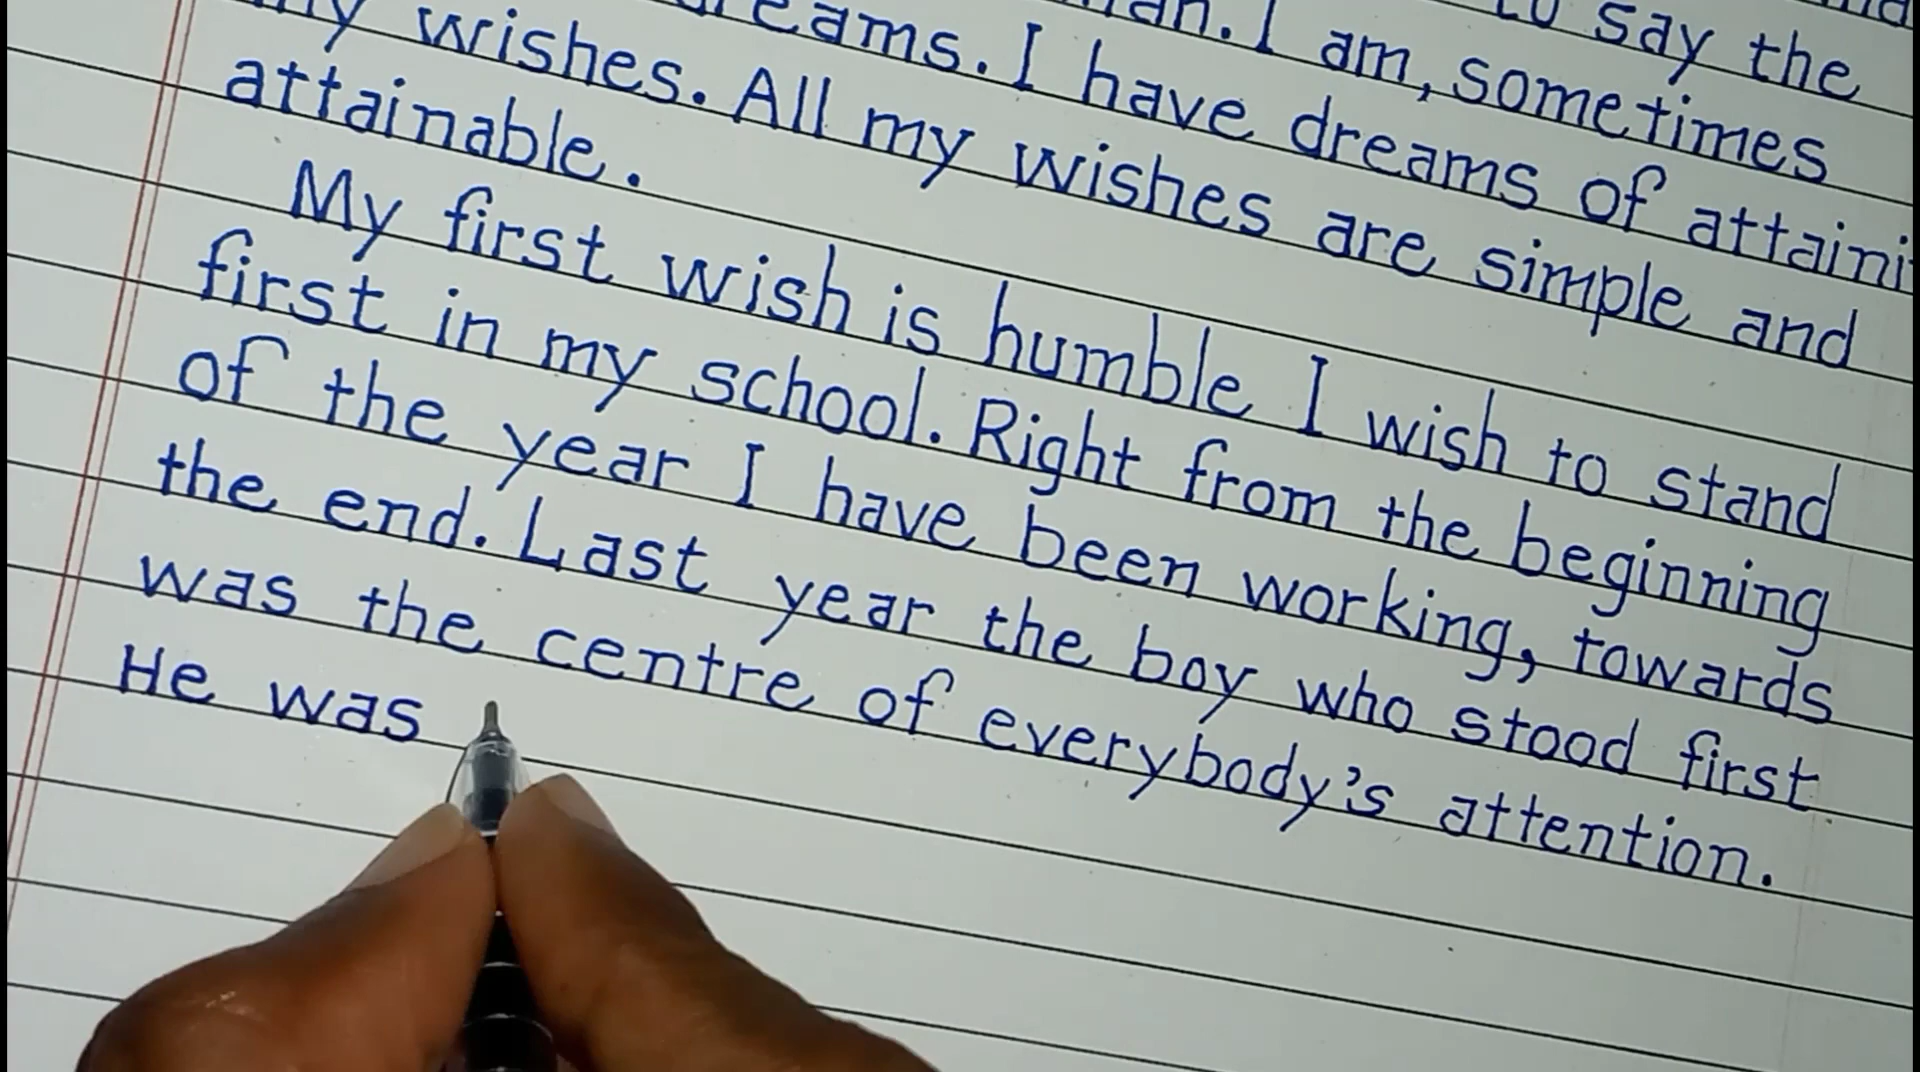 to say the
I am, sometimes
dreams. I have dreams of attaini
my wishes. All my wishes are simple and
attainable.
My first wish is humble I wish to stand
first in my school. Right from the beginning
of the year I have been working, towards
the end. Last year the boy who stood first
was the centre of everybody's attention.
He was